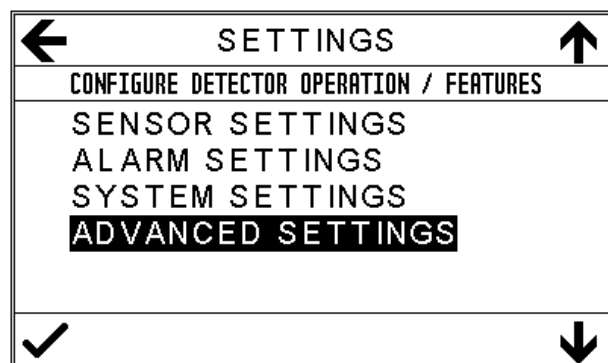 SETTINGS
CONFIGURE DETECTOR OPERATION / FEATURES
SENSOR SETTINGS
ALARM SETTINGS
SYSTEM SETTINGS
ADVANCED SETTINGS